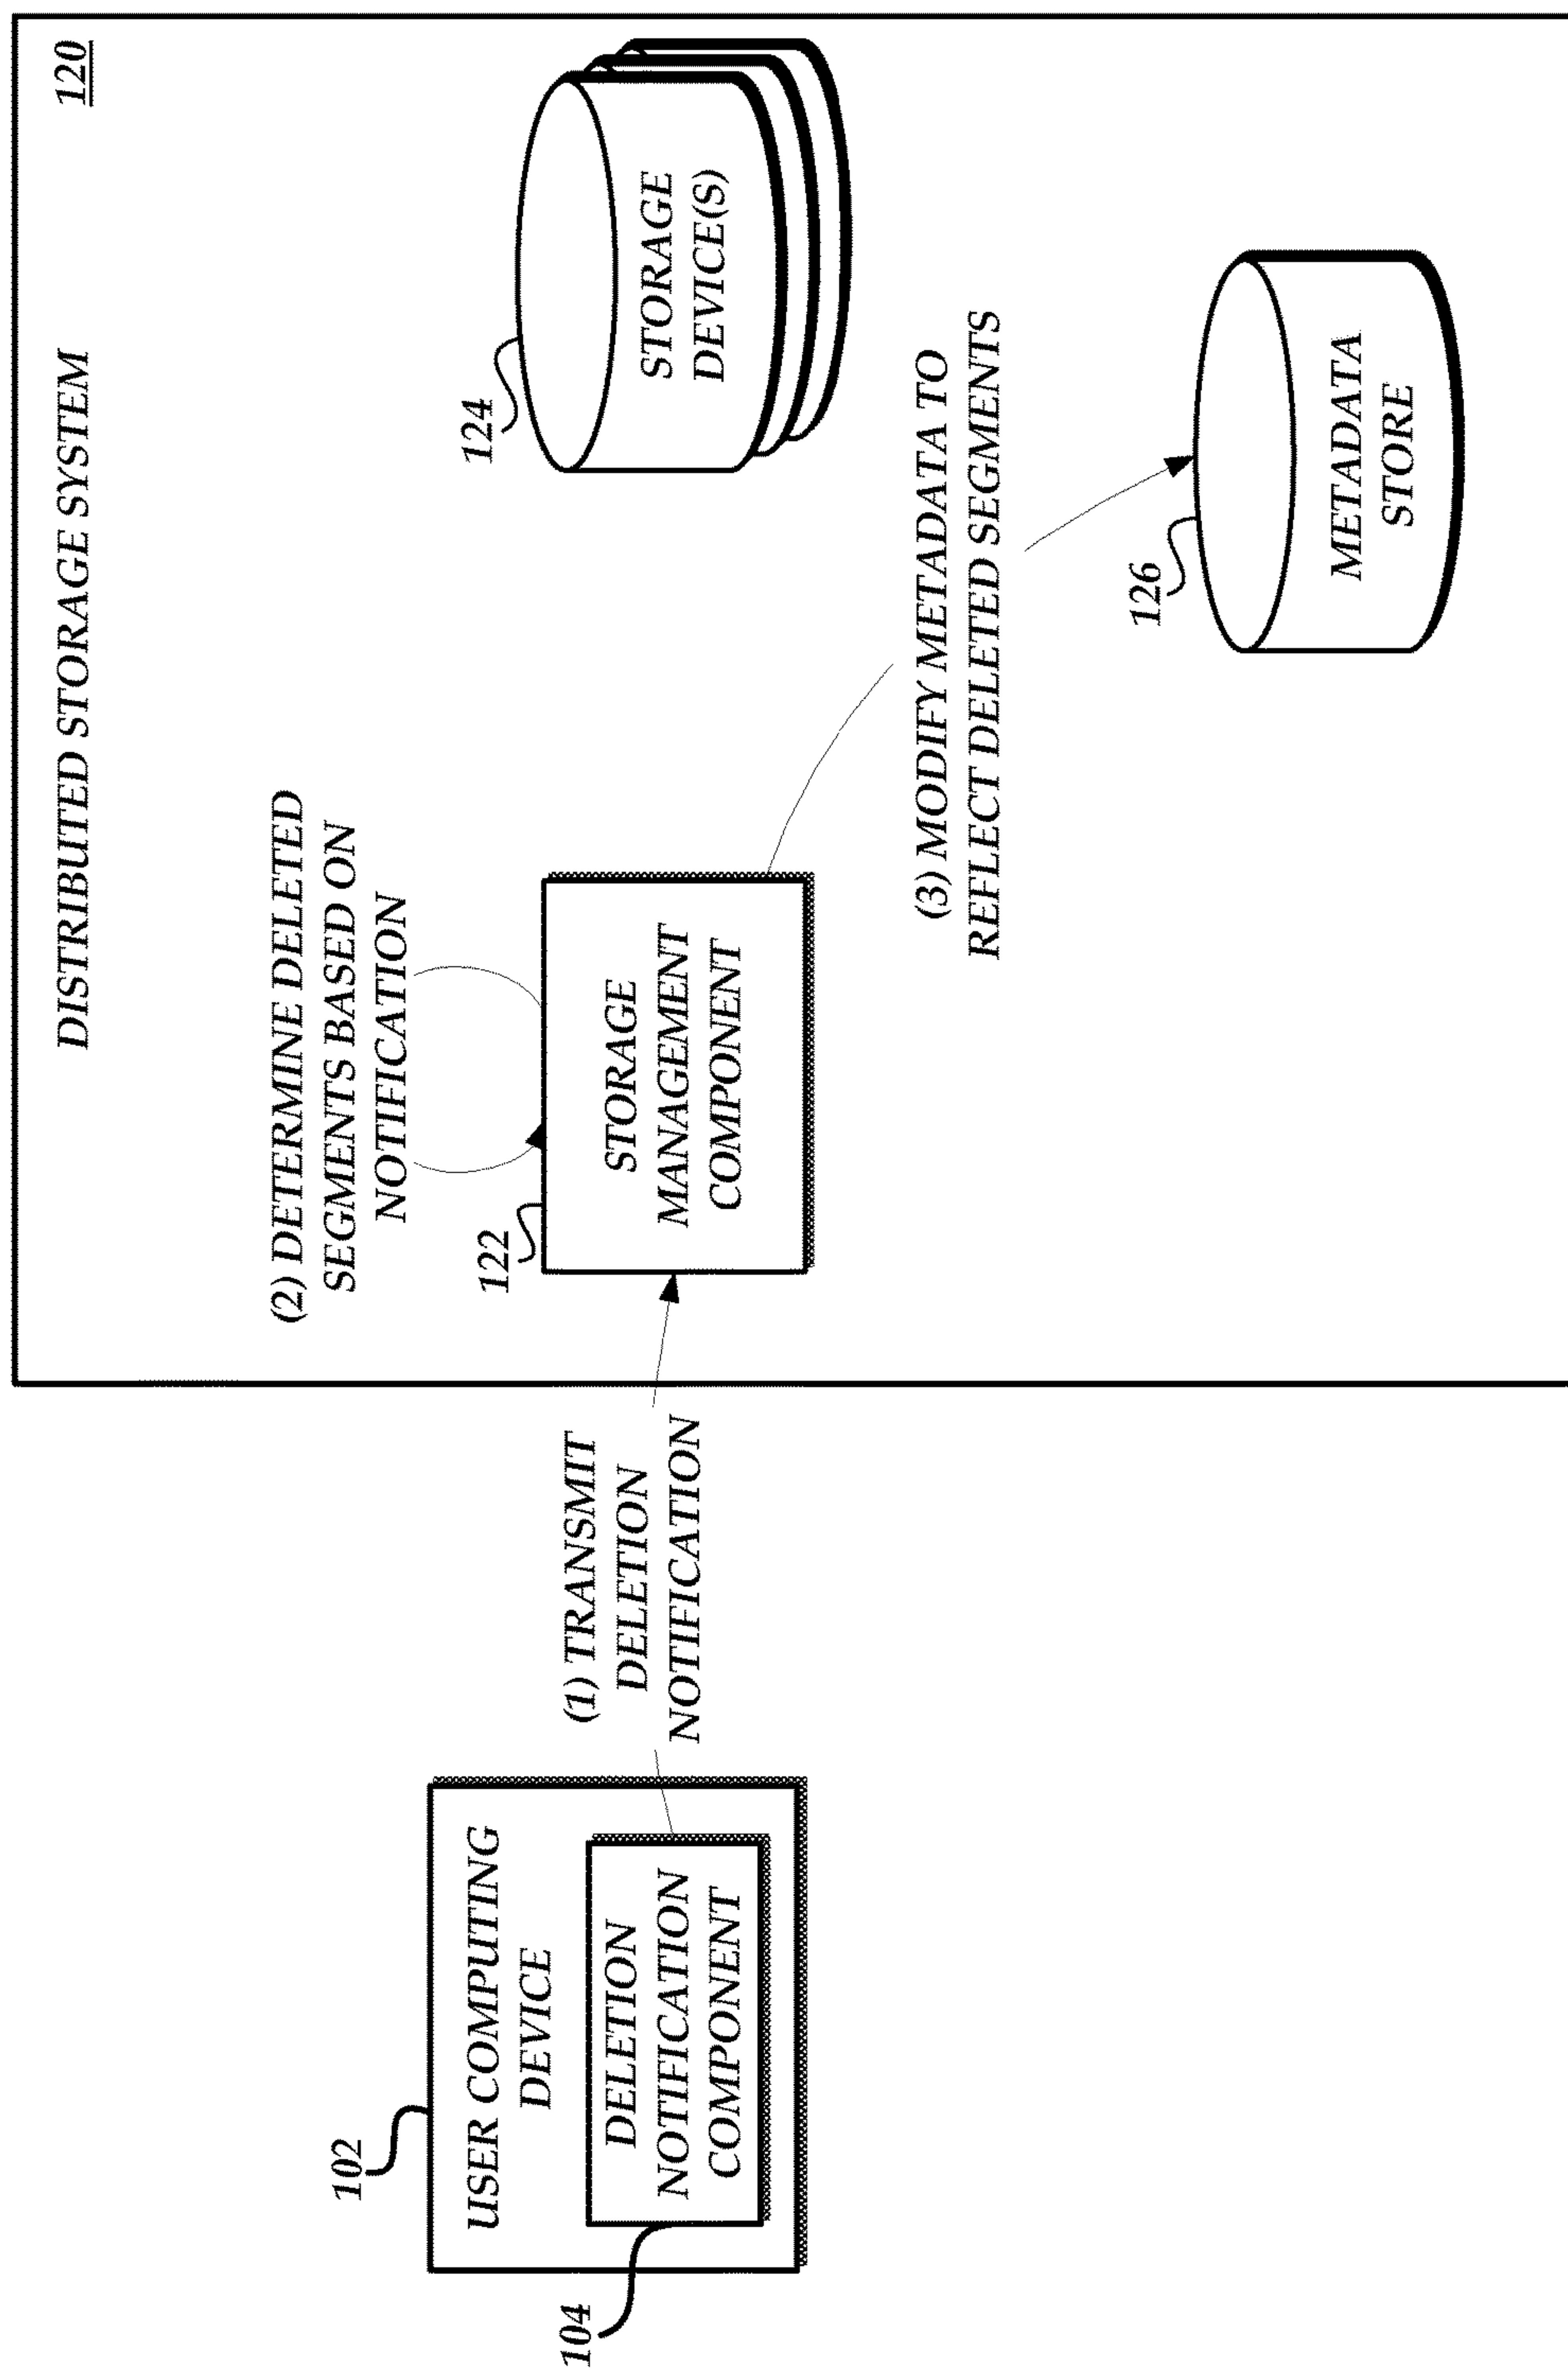 DISTRIBUTED STORAGE SYSTEM
120
(2) DETERMINE DELETED
SEGMENTS BASED ON
NOTIFICATION
102
USER COMPUTING
DEVICE
104
DELETION
NOTIFICATION
COMPONENT
(1) TRANSMIT
DELETION
NOTIFICATION
122
STORAGE
MANAGEMENT
COMPONENT
124
STORAGE
DEVICE(S)
(3) MODIFY METADATA TO
REFLECT DELETED SEGMENTS
126
METADATA
STORE